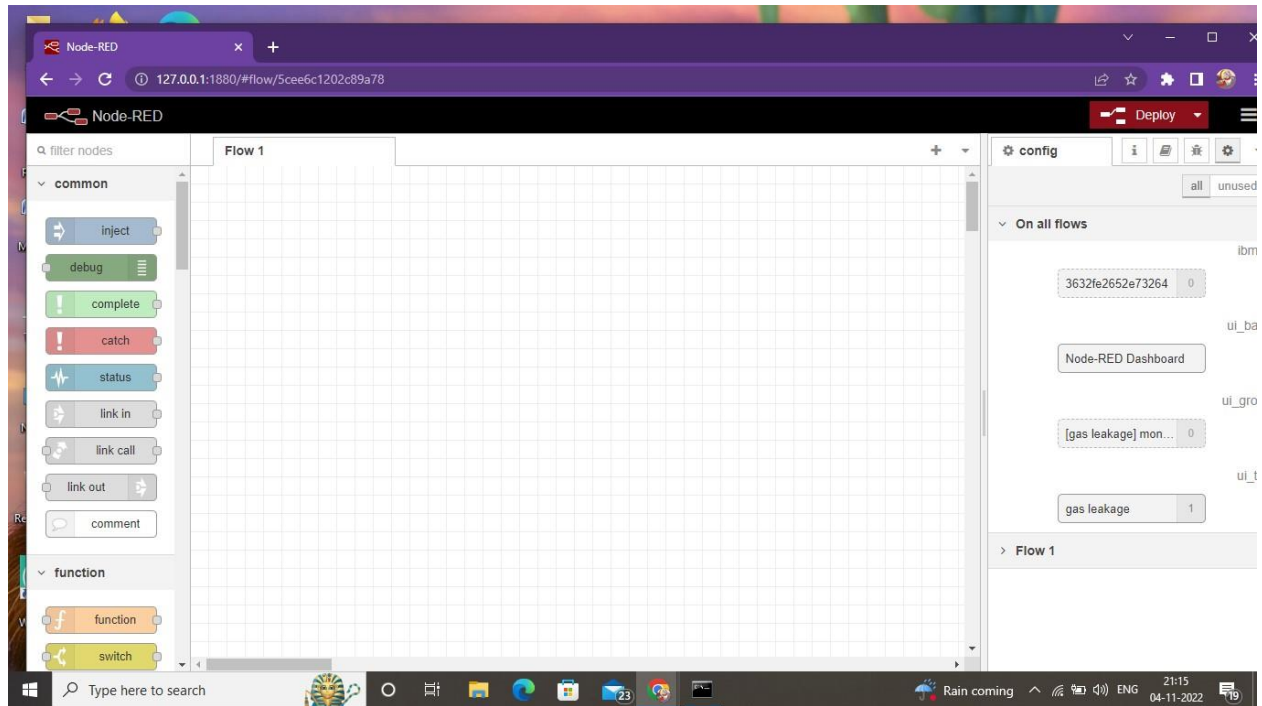 Node-RED
127.0.0.1:1880/#flow/5cee6c1202c89a78
Node-RED
Deploy
filter nodes
Flow 1
config
i
all unused
common
On all flows
inject
debug
complete
catch
status
link in
link call
link out
comment
function
function
switch
ibm
3632fe2652e73264 0
ui_ba
Node-RED Dashboard
ui_gro
[gas leakage] mon... 0
ui_t
gas leakage 1
Flow 1
Type here to search
23
Rain coming
ENG
21:15
04-11-2022
19